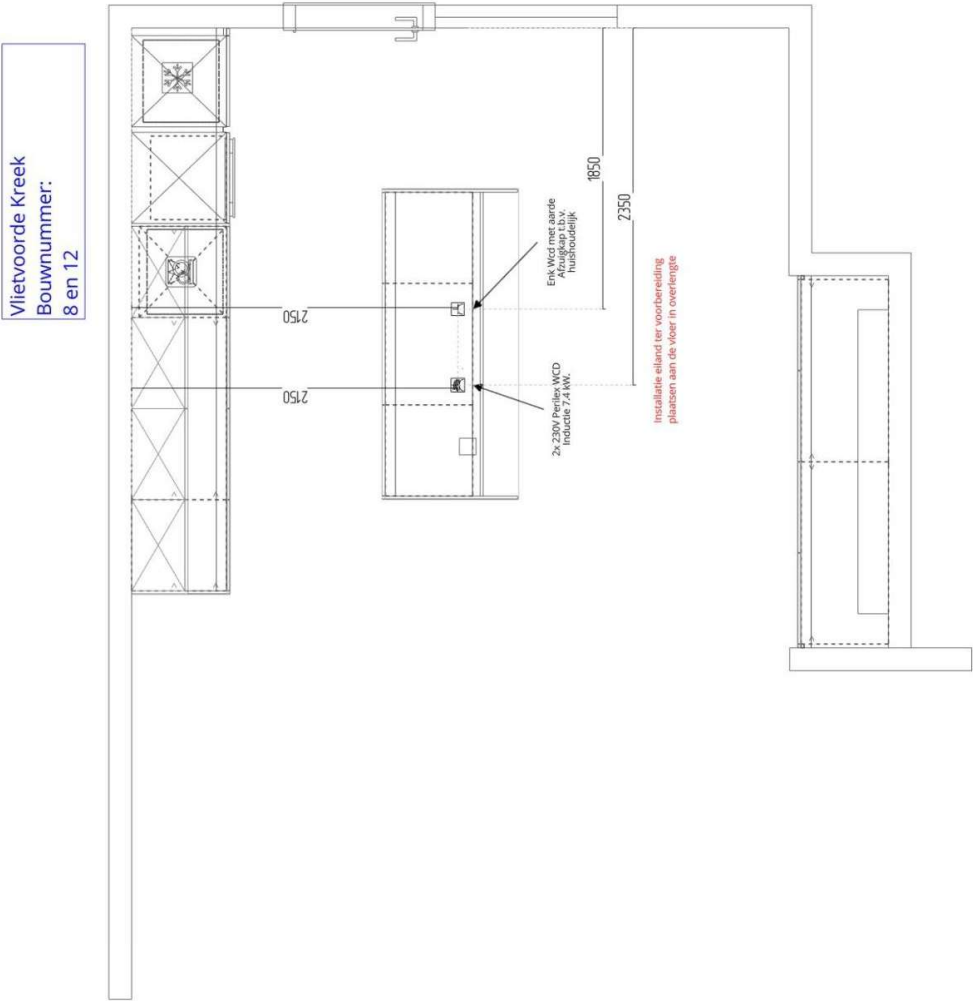 Vlietvoorde Kreek
Bouwnummer:
8 en 12
2150
2150
1850
2350
Enk Wcd met aarde
Afzuigkap t.b.v.
huishoudelijk
2x 230V Perilex WCD
Inductie 7.4 kW.
Installatie eiland ter voorbereiding
plaatsen aan de vloer in overlengte